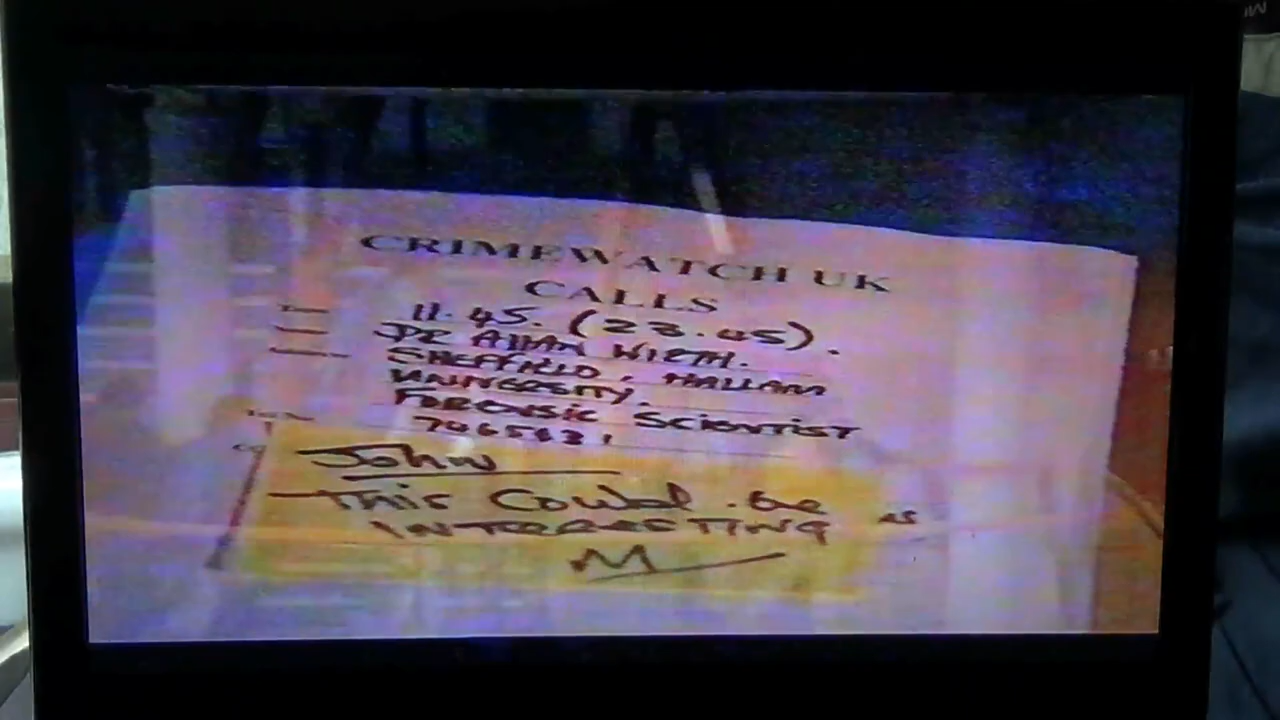 CRIMEWATCH UK
CALLS
11.45. (23.45).
DR ALLAN
SHEFFIELD, HALLAM
UNIVERSITY.
FORENSIC SCIENTIST
John
THIS COULD BE
INTERESTING
M